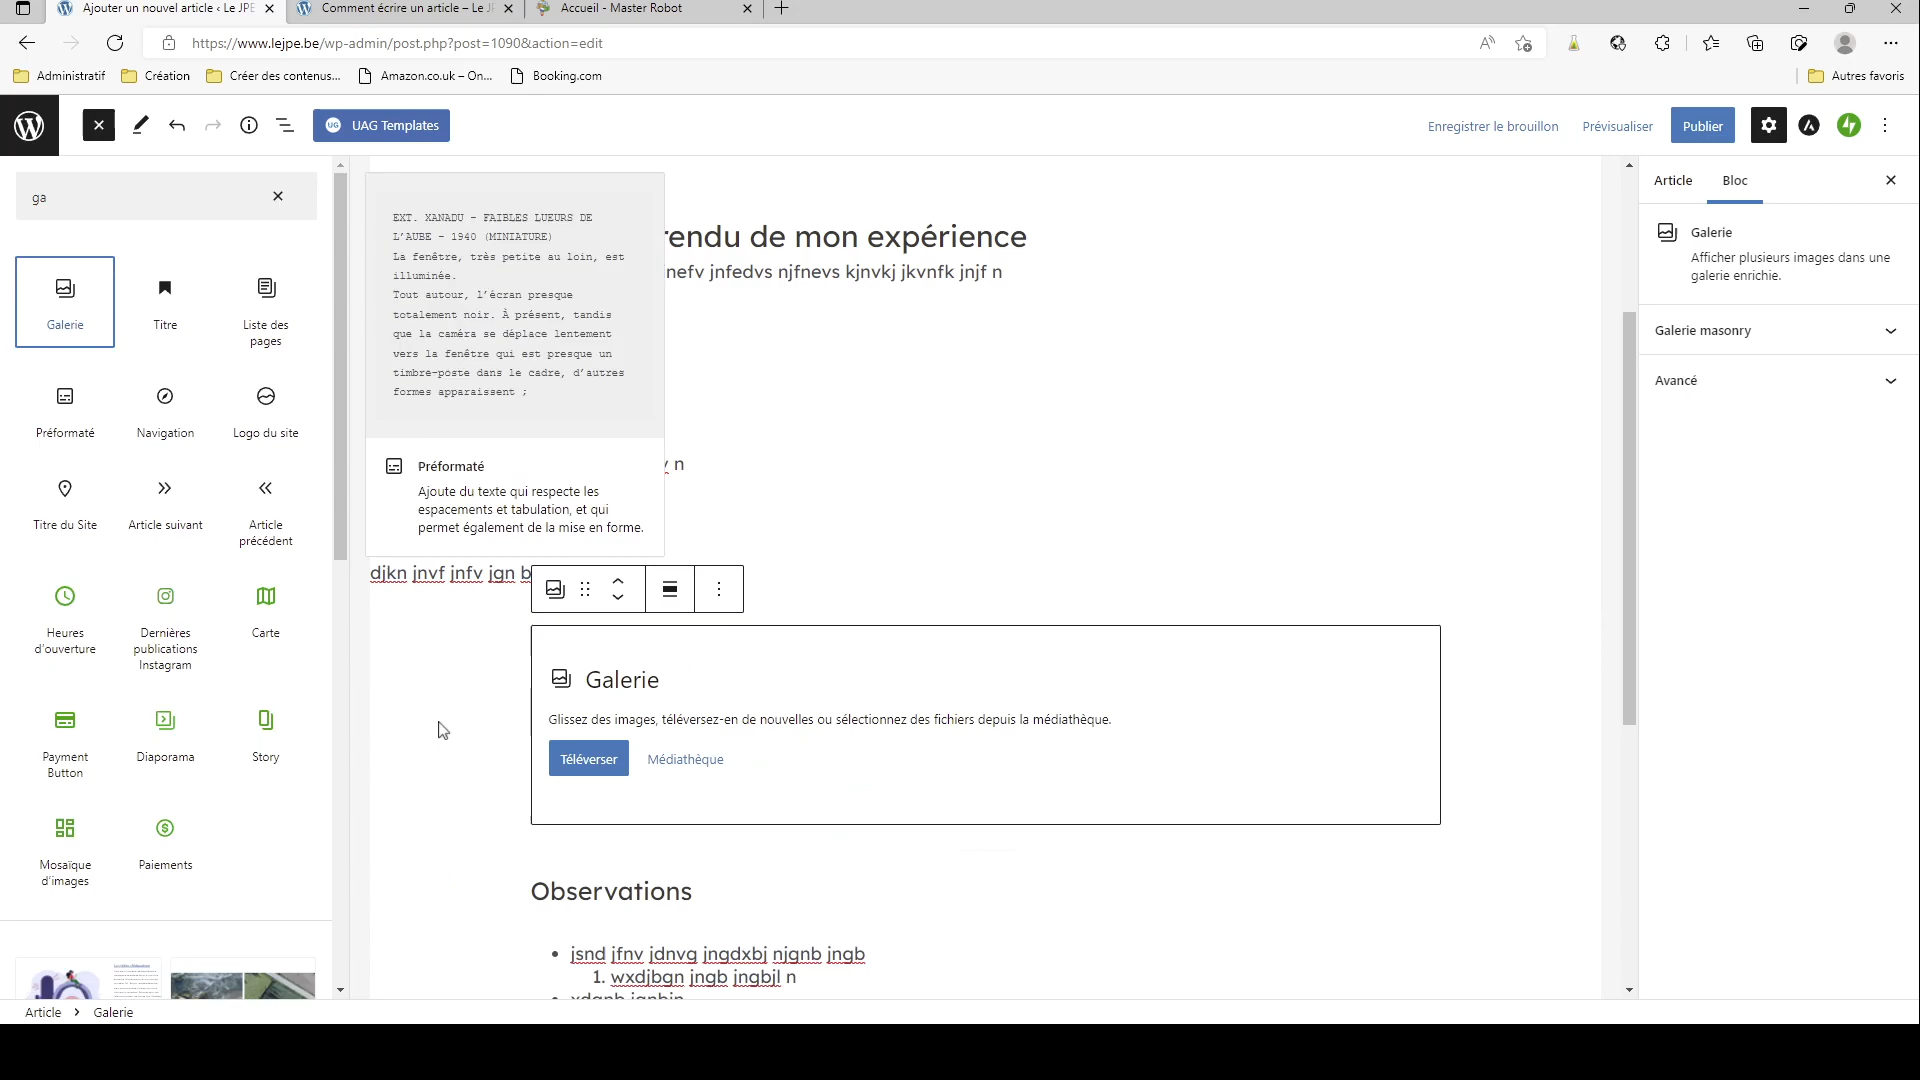 Ajouter un nouvel article ‹ Le JPE
Comment écrire un article – Le J
Accueil - Master Robot
https://www.lejpe.be/wp-admin/post.php?post=1090&action=edit
Administratif
Création
Créer des contenus...
Amazon.co.uk – On...
Booking.com
Autres favoris
UG UAG Templates
Enregistrer le brouillon
Prévisualiser
Publier
ga
Galerie
Titre
Liste des
pages
Préformaté
Navigation
Logo du site
Titre du Site
Article suivant
Article
précédent
Heures
d’ouverture
Dernières
publications
Instagram
Carte
Payment
Button
Diaporama
Story
Mosaïque
d’images
Paiements
EXT. XANADU - FAIBLES LUEURS DE
L’AUBE - 1940 (MINIATURE)
La fenêtre, très petite au loin, est
illuminée.
Tout autour, l’écran presque
totalement noir. À présent, tandis
que la caméra se déplace lentement
vers la fenêtre qui est presque un
timbre-poste dans le cadre, d’autres
formes apparaissent ;
Préformaté
Ajoute du texte qui respecte les
espacements et tabulation, et qui
permet également de la mise en forme.
rendu de mon expérience
jnefv jnfedvs njfnevs kjnvkj jkvnfk jnjf n
n
djkn jnvf jnfv jgn b
Galerie
Glissez des images, téléversez-en de nouvelles ou sélectionnez des fichiers depuis la médiathèque.
Téléverser
Médiathèque
Observations
• jsnd jfnv jdnvg jngdxbj njgnb jngb
1. wxdjbgn jngb jngbjl n
Article
Bloc
Galerie
Afficher plusieurs images dans une
galerie enrichie.
Galerie masonry
Avancé
Article › Galerie